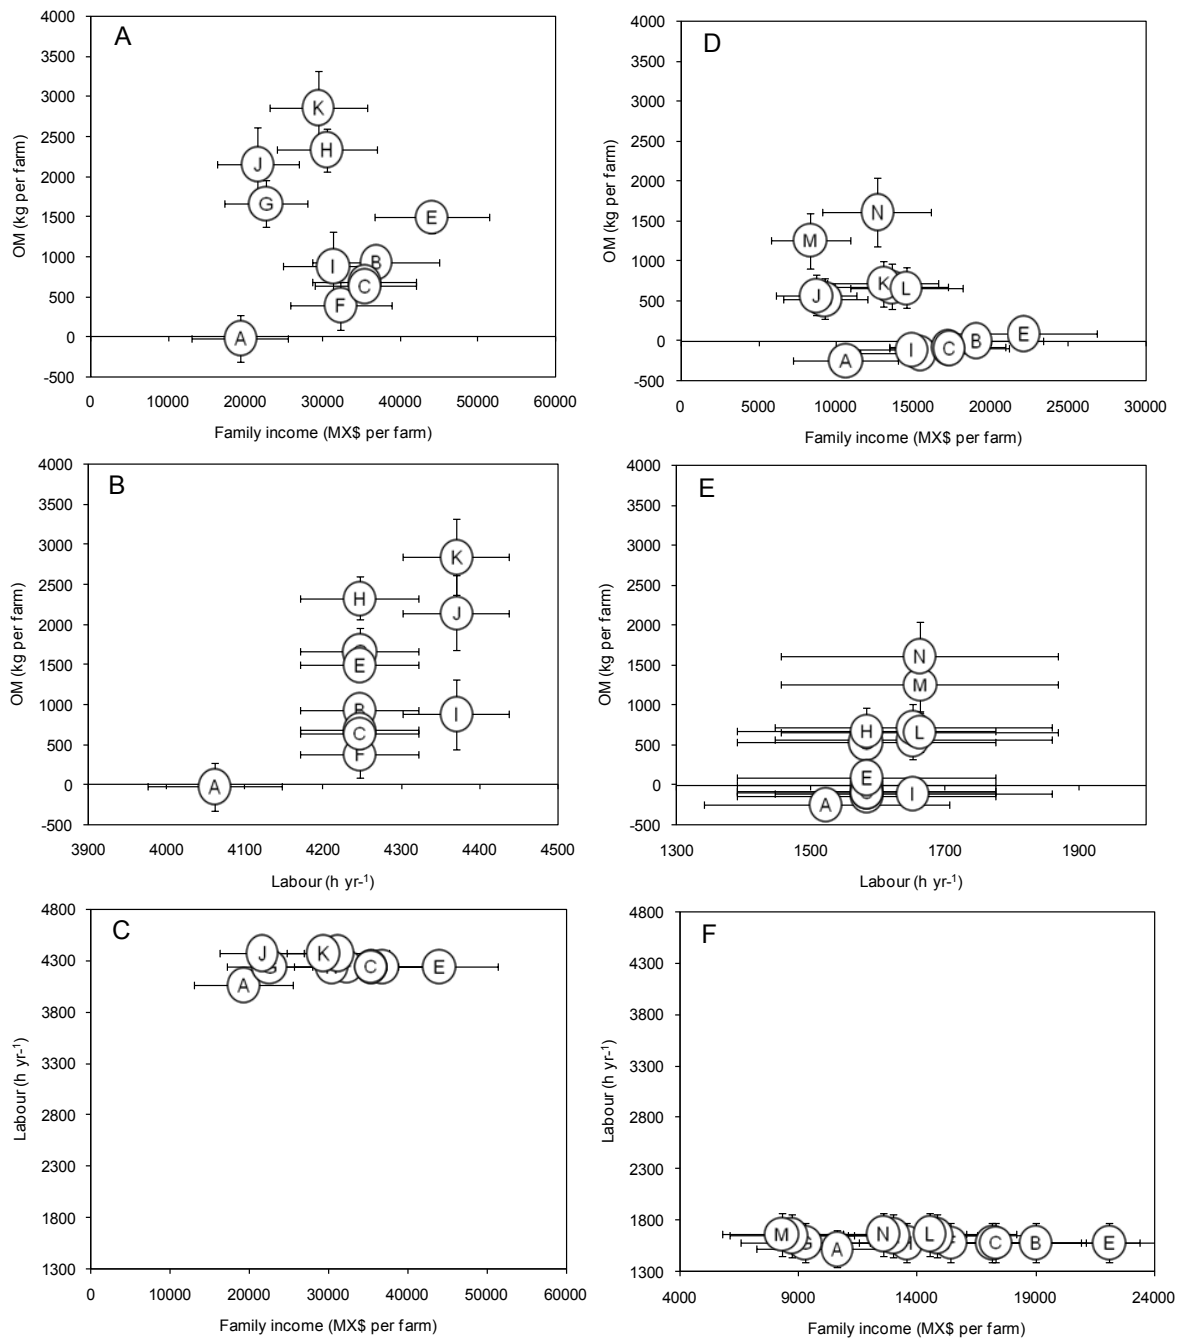 A
OM (kg per farm)
4000
3500
3000
2500
2000
1500
1000
500
0
-500
K
H
J
G
E
B
I
C
F
A
0 10000 20000 30000 40000 50000 60000
Family income (MX$ per farm)
D
OM (kg per farm)
4000
3500
3000
2500
2000
1500
1000
500
0
-500
N
M
K
L
J
E
B
I C
A
0 5000 10000 15000 20000 25000 30000
Family income (MX$ per farm)
B
OM (kg per farm)
4000
3500
3000
2500
2000
1500
1000
500
0
-500
K
H
J
E
B
I
C
F
A
3900 4000 4100 4200 4300 4400 4500
Labour (h yr-1)
E
OM (kg per farm)
4000
3500
3000
2500
2000
1500
1000
500
0
-500
N
M
H L
E
I
A
1300 1500 1700 1900
Labour (h yr-1)
C
Labour (h yr-1)
4800
4300
3800
3300
2800
2300
1800
1300
J K
G C E
A
0 10000 20000 30000 40000 50000 60000
Family income (MX$ per farm)
F
Labour (h yr-1)
4800
4300
3800
3300
2800
2300
1800
1300
M N L
G A C B E
4000 9000 14000 19000 24000
Family income (MX$ per farm)